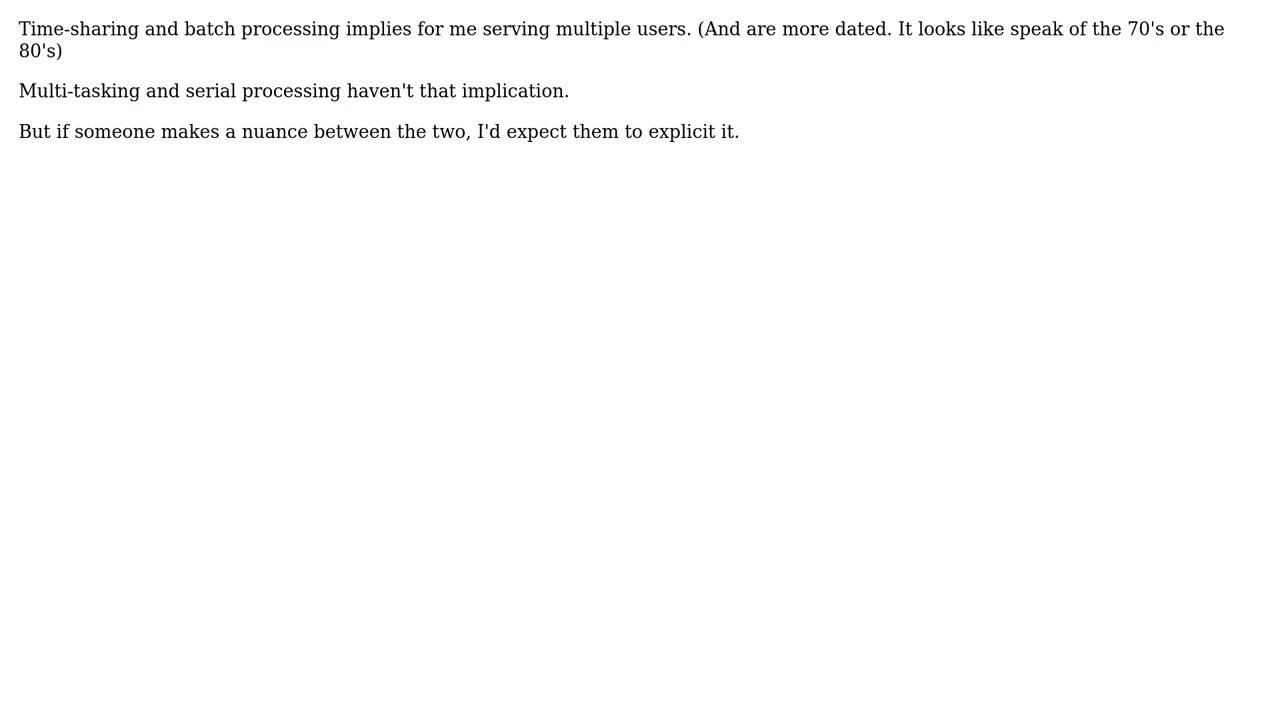 Time-sharing and batch processing implies for me serving multiple users. (And are more dated. It looks like speak of the 70's or the
80's)
Multi-tasking and serial processing haven't that implication.
But if someone makes a nuance between the two, I'd expect them to explicit it.